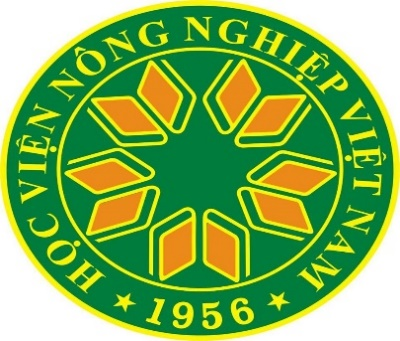 HỌC VIỆN NÔNG NGHIỆP VIỆT NAM
1956